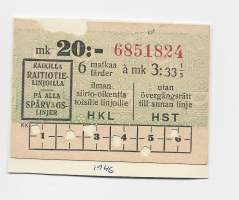 mk 20:- 6851824
KAIKILLA
RAITIOTIE-
LINJOILLA
PÅ ALLA
SPÅRVÄGS-
LINJER
6 matkaa
färder
à mk 3:33 1/3
ilman
siirto-oikeutta
toisille linjoille
utan
övergångsrätt
till annan linje
HKL HST
1 2 3 4 5 6
1946